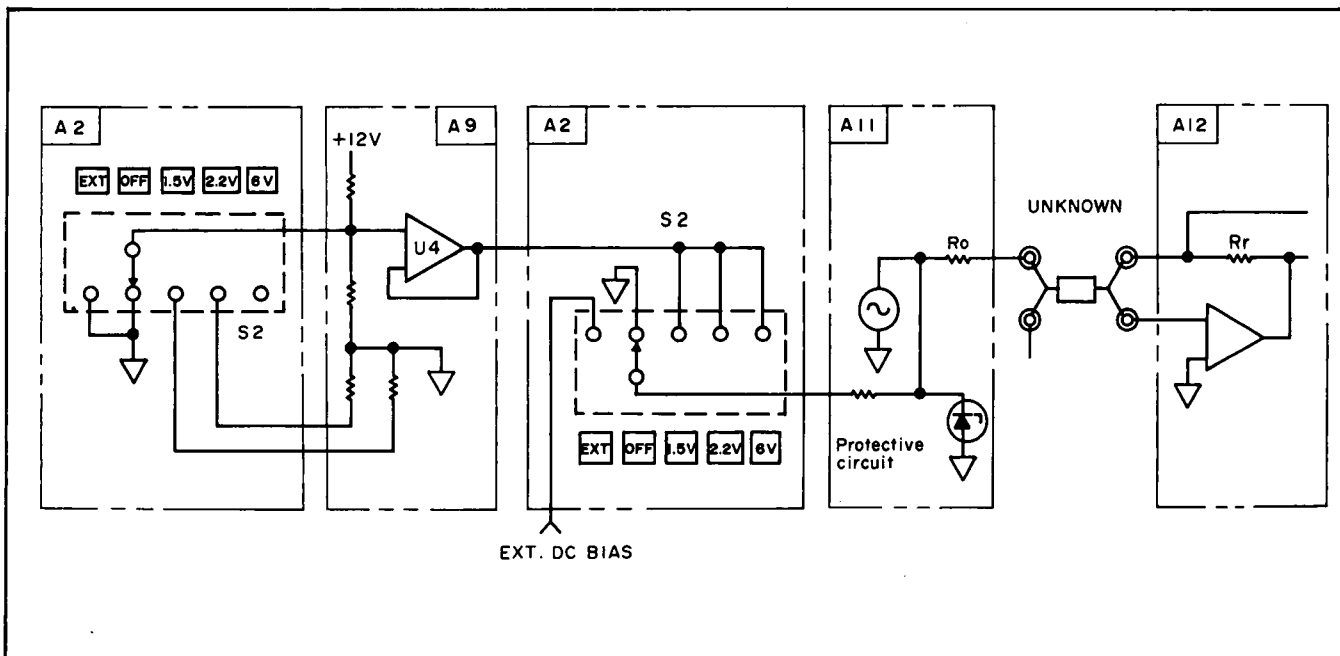 A2
EXT OFF 1.5V 2.2V 6V
S2
A9
+12V
U4
A2
S2
EXT OFF 1.5V 2.2V 6V
EXT. DC BIAS
A11
Ro
Protective
circuit
UNKNOWN
A12
Rr